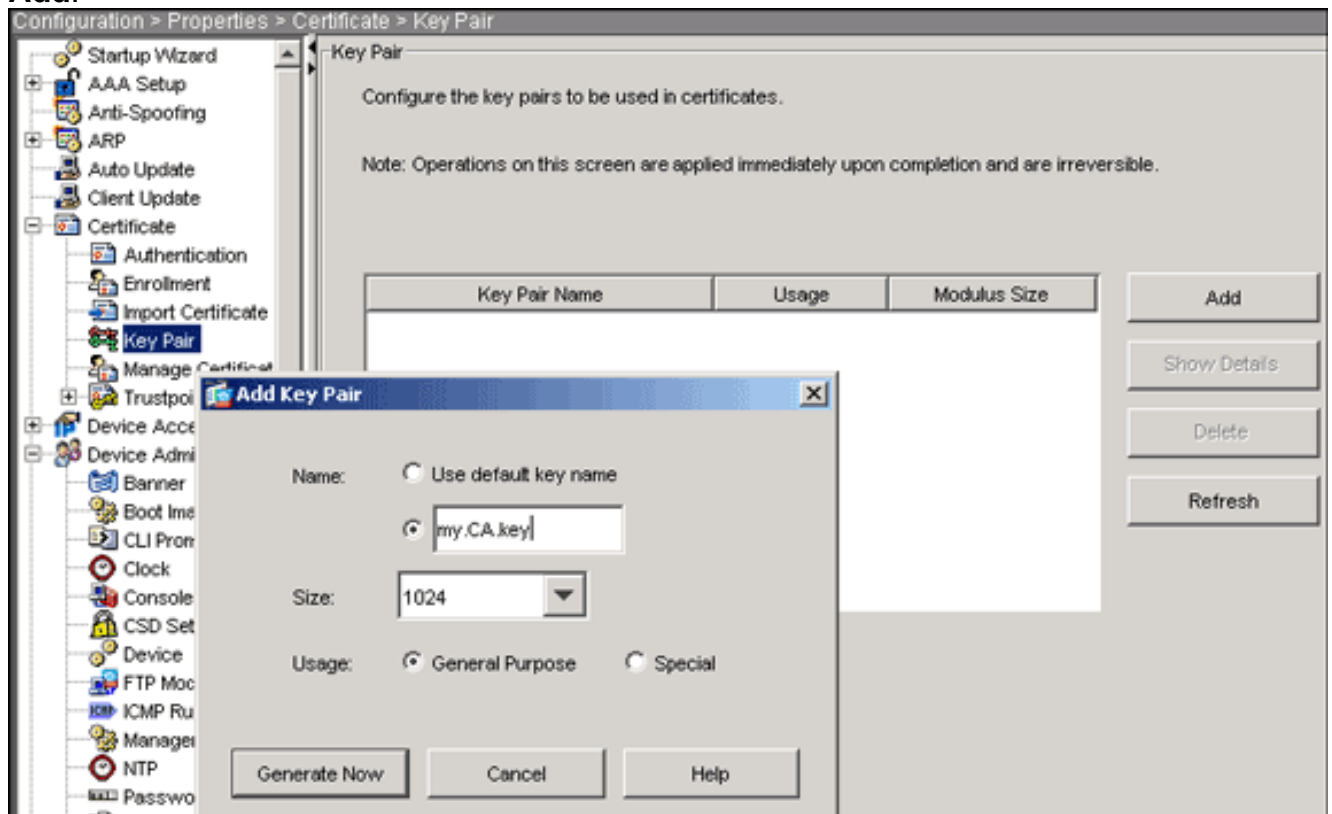 Add.
Configuration > Properties > Certificate > Key Pair
Startup Wizard
AAA Setup
Anti-Spoofing
ARP
Auto Update
Client Update
Certificate
Authentication
Enrollment
Import Certificate
Key Pair
Manage Certificat
Trustpoi
Device Acce
Device Admi
Banner
Boot Ima
CLI Prom
Clock
Console
CSD Set
Device
FTP Moc
ICMP Ru
Manager
NTP
Passwo
Key Pair
Configure the key pairs to be used in certificates.
Note: Operations on this screen are applied immediately upon completion and are irreversible.
Key Pair Name Usage Modulus Size
Add
Show Details
Delete
Refresh
Add Key Pair
Name: Use default key name
my.CA.key
Size: 1024
Usage: General Purpose Special
Generate Now Cancel Help